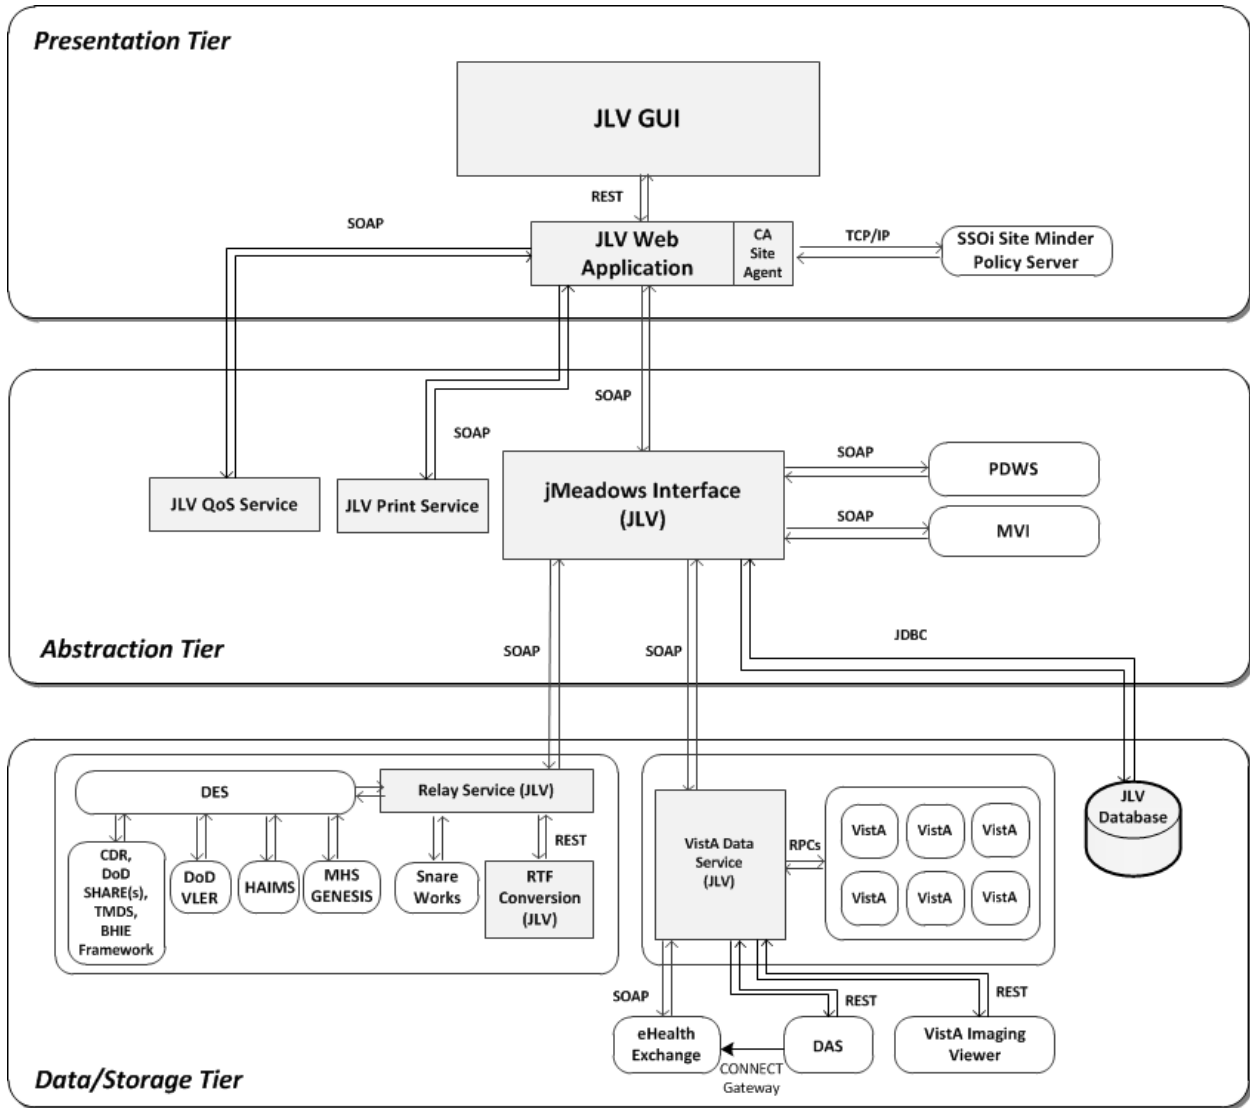 Presentation Tier
JLV GUI
REST
SOAP
JLV Web
Application
CA
Site
Agent
TCP/IP
SSOi Site Minder
Policy Server
SOAP
SOAP
JLV QoS Service
JLV Print Service
jMeadows Interface
(JLV)
SOAP
PDWS
SOAP
MVI
Abstraction Tier
SOAP
SOAP
JDBC
DES
Relay Service (JLV)
REST
CDR,
DoD
SHARE(s),
TMDS,
BHIE
Framework
DoD
VLER
HAIMS
MHS
GENESIS
Snare
Works
RTF
Conversion
(JLV)
VistA Data
Service
(JLV)
RPCs
VistA
VistA
VistA
VistA
VistA
VistA
JLV
Database
SOAP
REST
REST
eHealth
Exchange
CONNECT
Gateway
DAS
VistA Imaging
Viewer
Data/Storage Tier